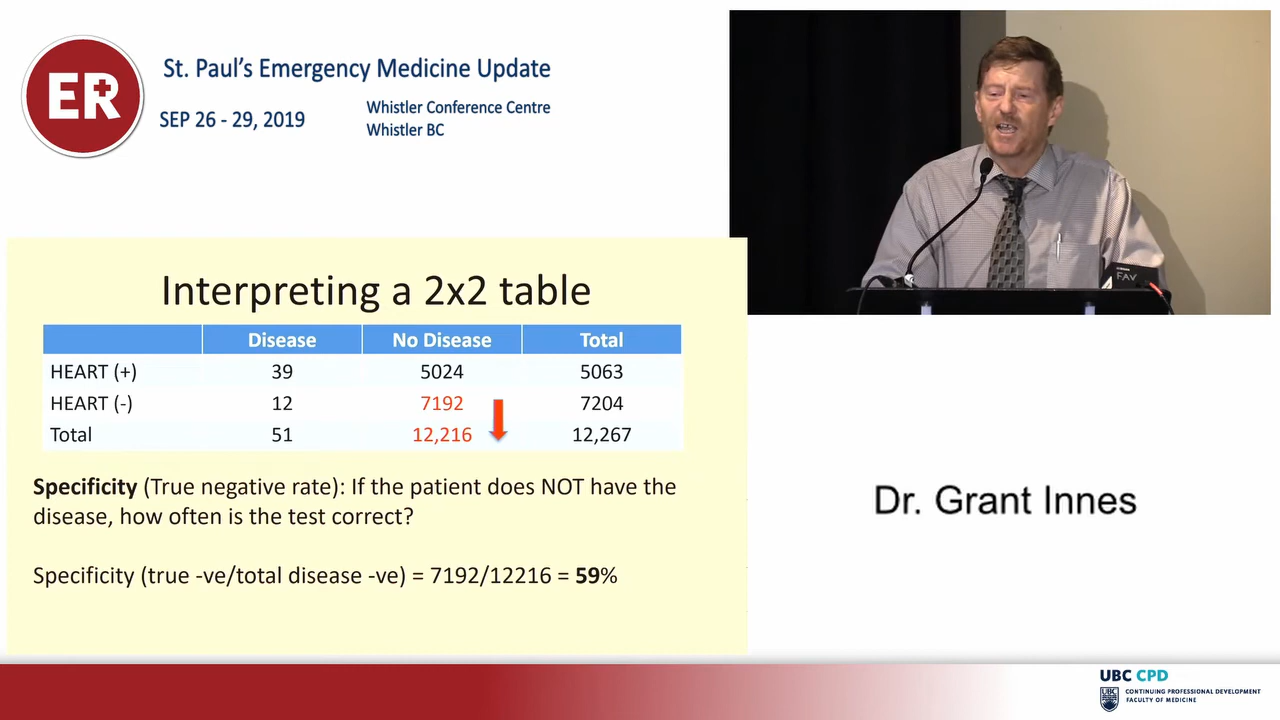 ER
St. Paul's Emergency Medicine Update
SEP 26 - 29, 2019
Whistler Conference Centre
Whistler BC
Interpreting a 2x2 table
Disease No Disease Total
HEART (+) 39 5024 5063
HEART (-) 12 7192 7204
Total 51 12,216 12,267
Specificity (True negative rate): If the patient does NOT have the
disease, how often is the test correct?
Specificity (true -ve/total disease -ve) = 7192/12216 = 59%
FAV
Dr. Grant Innes
UBC CPD
UBC
CONTINUING PROFESSIONAL DEVELOPMENT
FACULTY OF MEDICINE